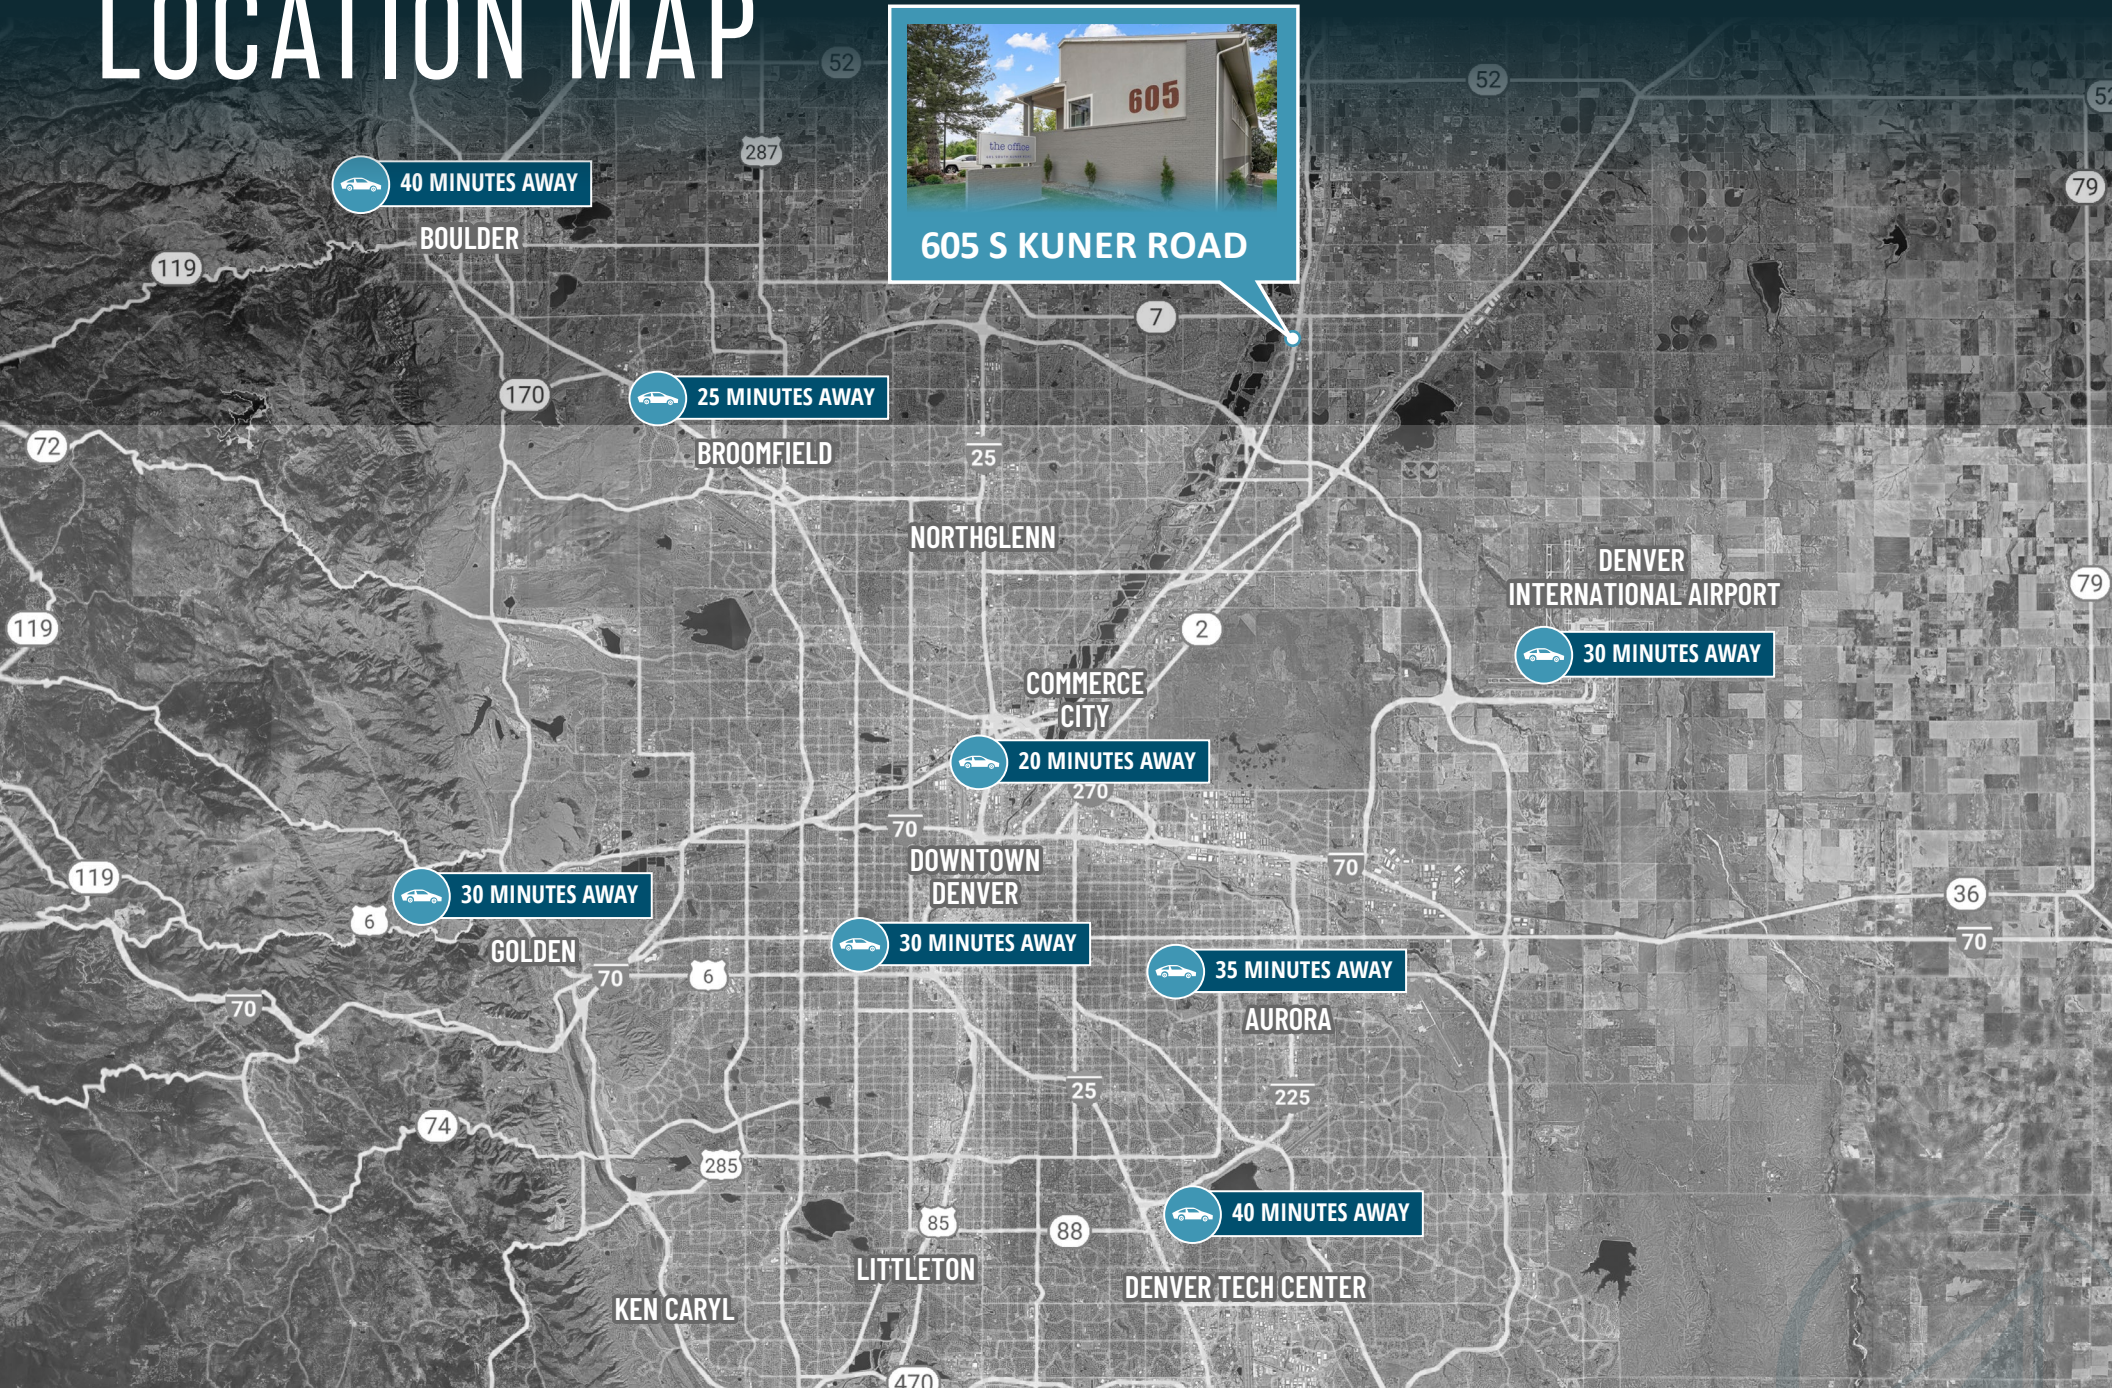 LOCATION MAP
605
the office
605 S KUNER ROAD
52
52
52
287
79
40 MINUTES AWAY
BOULDER
119
7
170
25 MINUTES AWAY
BROOMFIELD
72
25
NORTHGLENN
DENVER
INTERNATIONAL AIRPORT
30 MINUTES AWAY
79
119
2
COMMERCE
CITY
20 MINUTES AWAY
270
70
DOWNTOWN
DENVER
30 MINUTES AWAY
70
119
30 MINUTES AWAY
6
GOLDEN
70
6
36
70
35 MINUTES AWAY
AURORA
70
25
225
74
285
40 MINUTES AWAY
DENVER TECH CENTER
85
88
LITTLETON
KEN CARYL
470